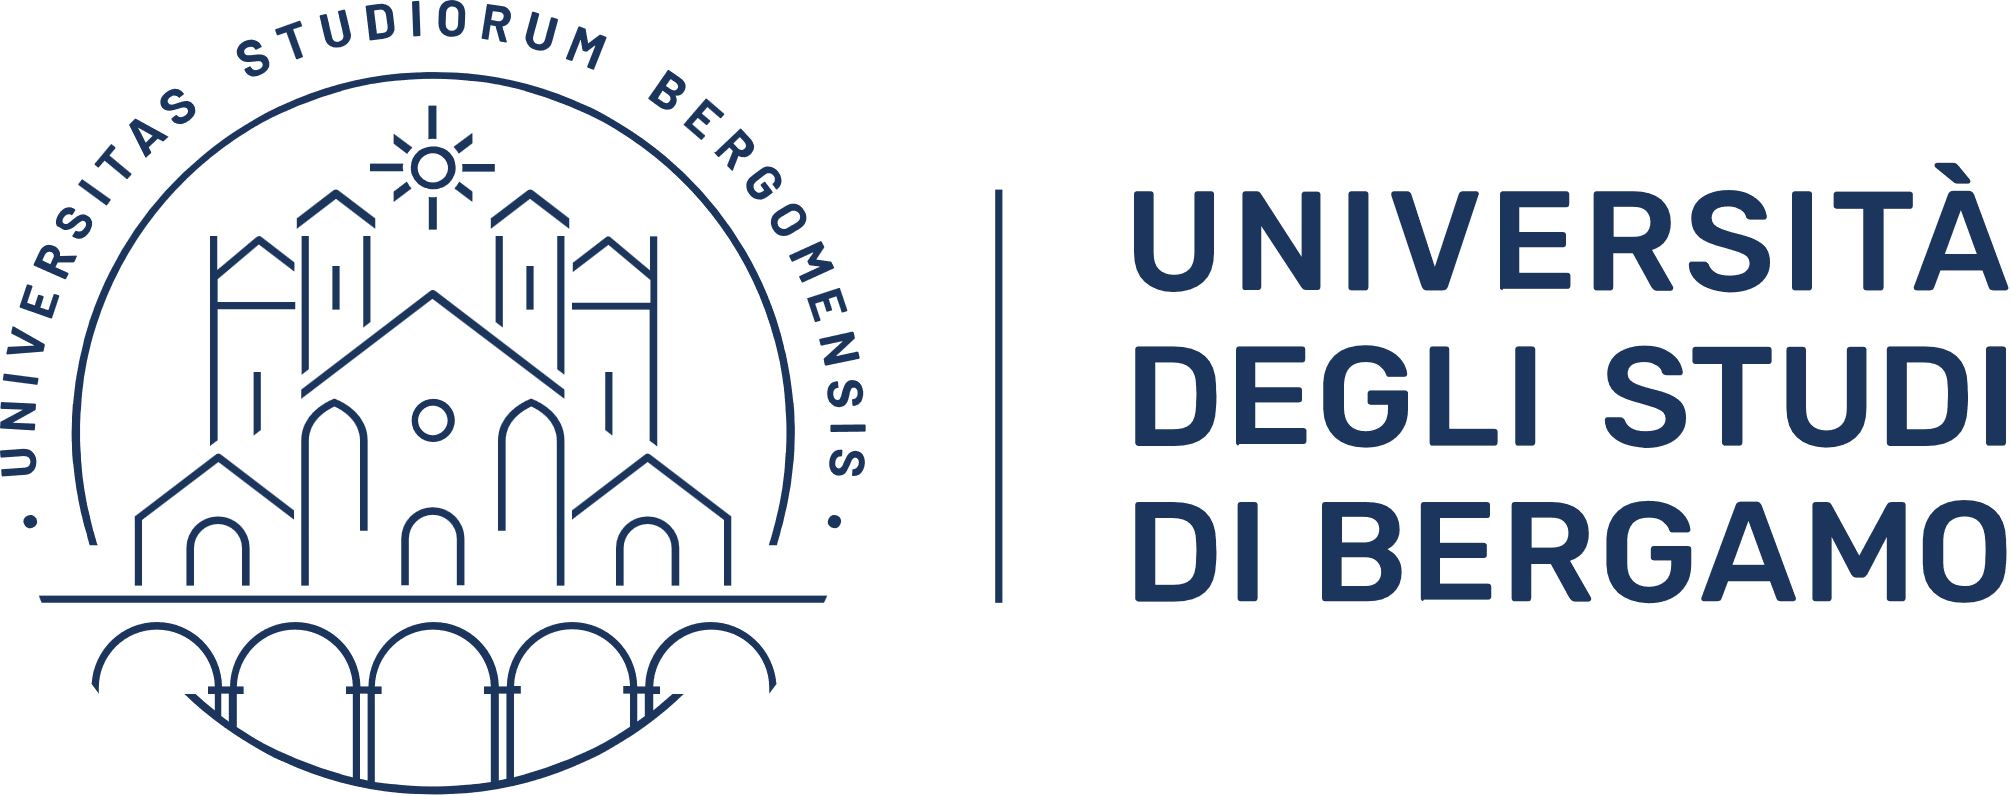 · UNIVERSITAS STUDIORUM BERGOMENSIS ·
UNIVERSITÀ
DEGLI STUDI
DI BERGAMO